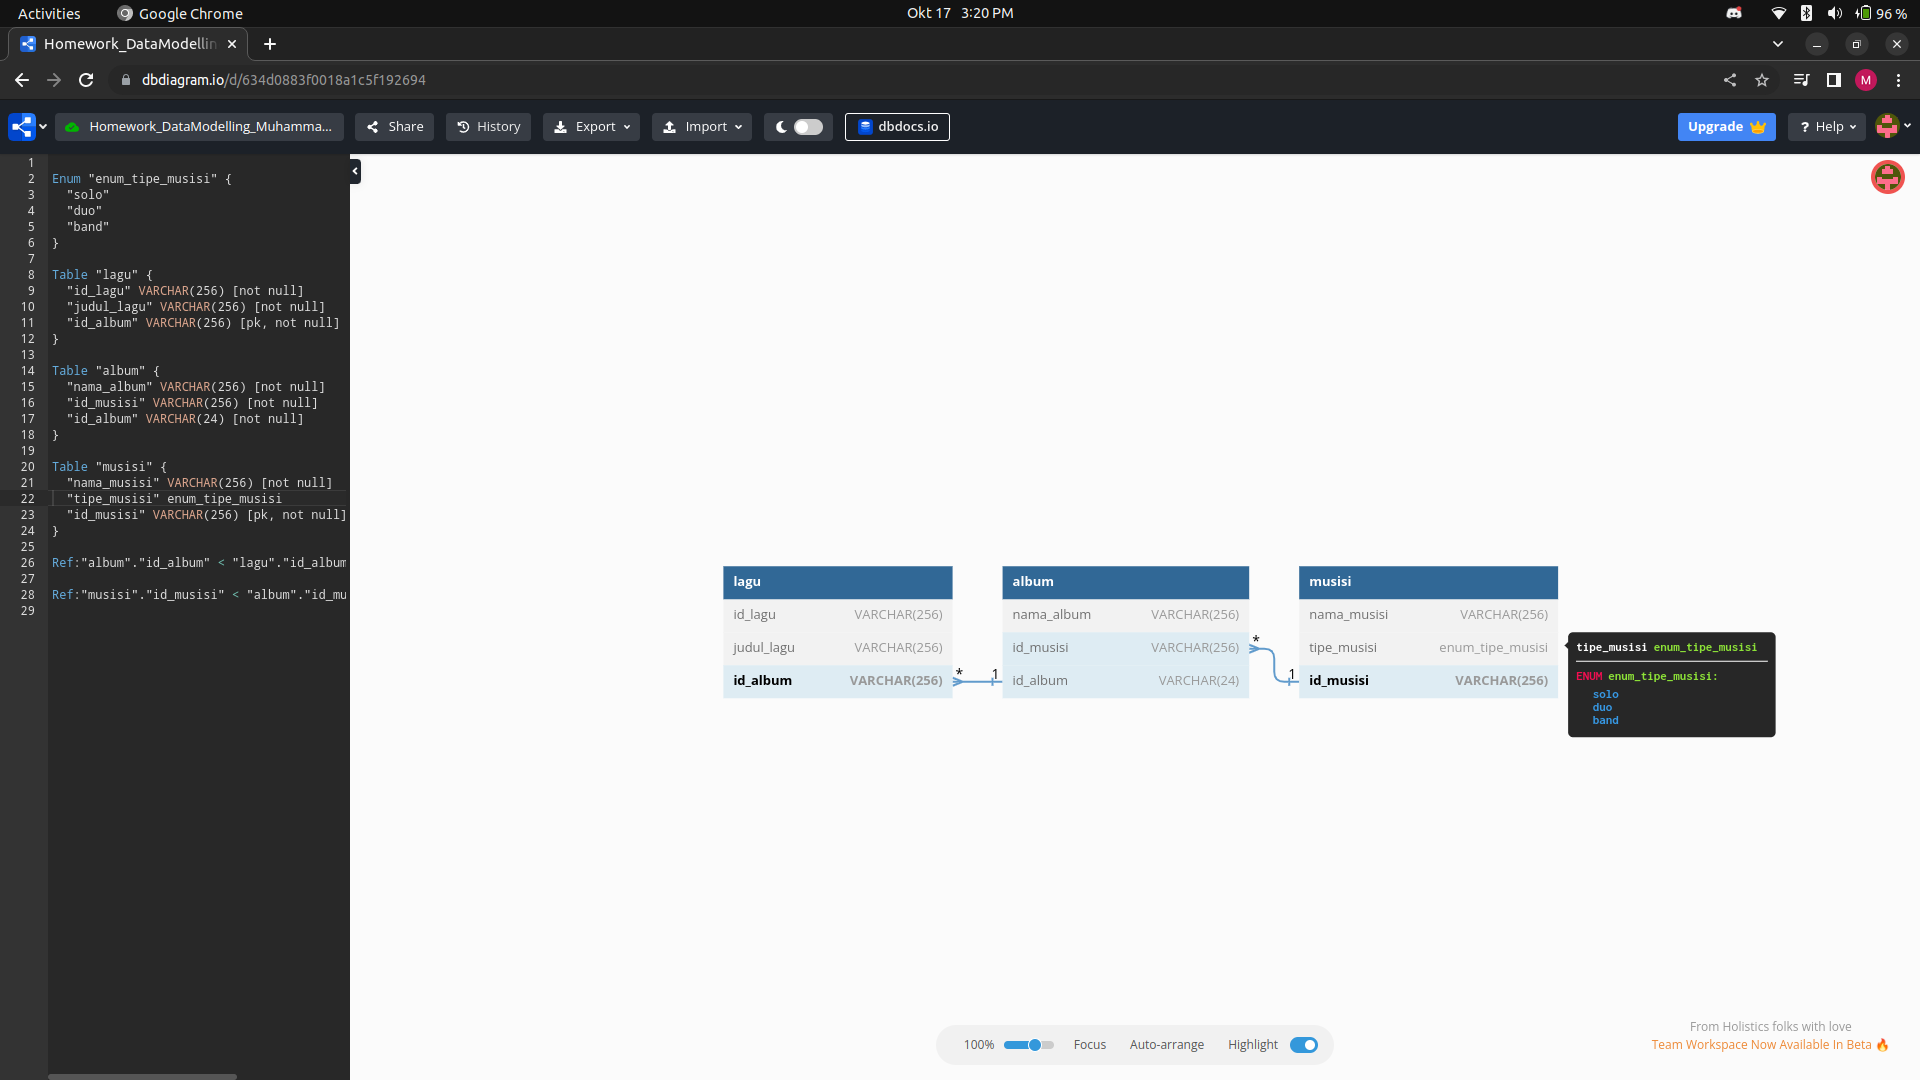 Activities
Google Chrome
Okt 17 3:20 PM
96 %
Homework_DataModellin
dbdiagram.io/d/634d0883f0018a1c5f192694
M
Homework_DataModelling_Muhamma...
Share
History
Export
Import
dbdocs.io
Upgrade
? Help
1
2 Enum "enum_tipe_musisi" {
3 "solo"
4 "duo"
5 "band"
6 }
7
8 Table "lagu" {
9 "id_lagu" VARCHAR(256) [not null]
10 "judul_lagu" VARCHAR(256) [not null]
11 "id_album" VARCHAR(256) [pk, not null]
12 }
13
14 Table "album" {
15 "nama_album" VARCHAR(256) [not null]
16 "id_musisi" VARCHAR(256) [not null]
17 "id_album" VARCHAR(24) [not null]
18 }
19
20 Table "musisi" {
21 "nama_musisi" VARCHAR(256) [not null]
22 "tipe_musisi" enum_tipe_musisi
23 "id_musisi" VARCHAR(256) [pk, not null]
24 }
25
26 Ref:"album"."id_album" < "lagu"."id_album
27
28 Ref:"musisi"."id_musisi" < "album"."id_mu
29
lagu
id_lagu VARCHAR(256)
judul_lagu VARCHAR(256)
id_album VARCHAR(256)
* 1
album
nama_album VARCHAR(256)
id_musisi VARCHAR(256)
id_album VARCHAR(24)
* 1
musisi
nama_musisi VARCHAR(256)
tipe_musisi enum_tipe_musisi
id_musisi VARCHAR(256)
tipe_musisi enum_tipe_musisi
ENUM enum_tipe_musisi:
solo
duo
band
100%
Focus
Auto-arrange
Highlight
From Holistics folks with love
Team Workspace Now Available In Beta 🔥